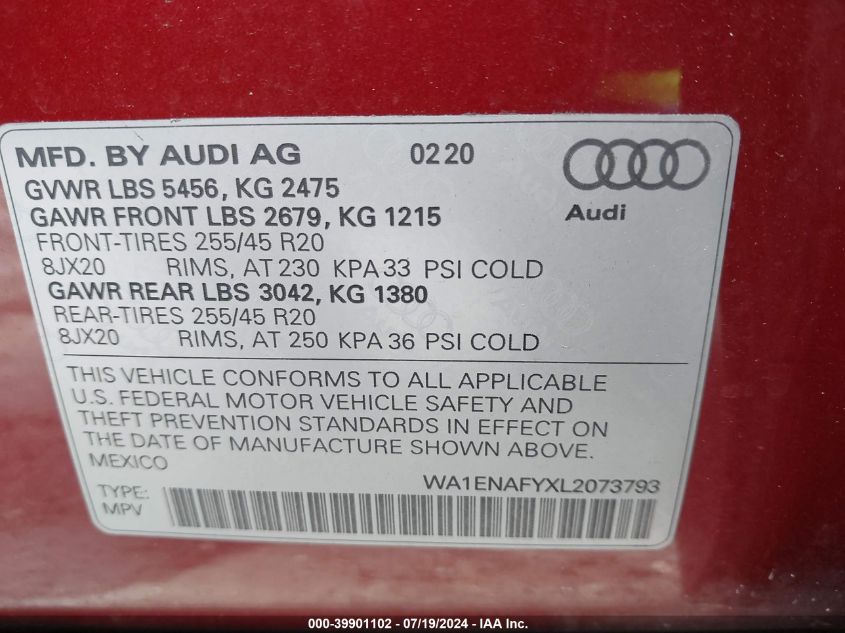 MFD. BY AUDI AG 0220
GVWR LBS 5456, KG 2475
GAWR FRONT LBS 2679, KG 1215
Audi
FRONT-TIRES 255/45 R20
8JX20 RIMS, AT 230 KPA 33 PSI COLD
GAWR REAR LBS 3042, KG 1380
REAR-TIRES 255/45 R20
8JX20 RIMS, AT 250 KPA 36 PSI COLD
THIS VEHICLE CONFORMS TO ALL APPLICABLE
U.S. FEDERAL MOTOR VEHICLE SAFETY AND
THEFT PREVENTION STANDARDS IN EFFECT ON
THE DATE OF MANUFACTURE SHOWN ABOVE.
MEXICO
WA1ENAFYXL2073793
TYPE:
MPV
000-39901102 - 07/19/2024 - IAAI, Inc.